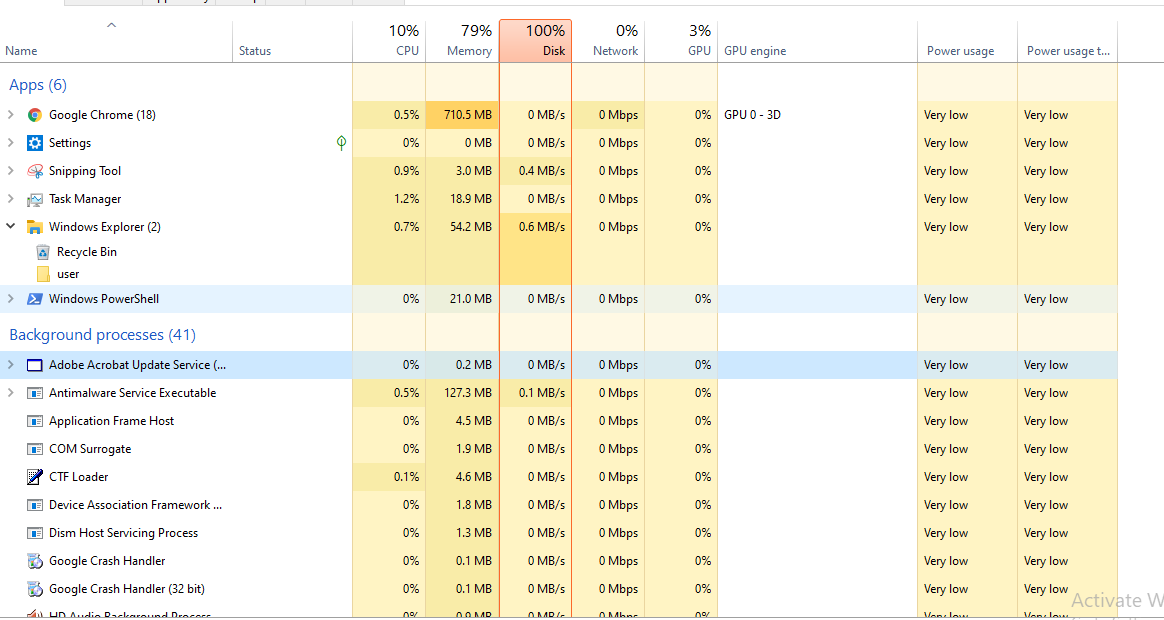 10% 79% 100% 0% 3%
Name Status CPU Memory Disk Network GPU GPU engine Power usage Power usage t...
Apps (6)
Google Chrome (18) 0.5% 710.5 MB 0 MB/s 0 Mbps 0% GPU 0 - 3D Very low Very low
Settings 0% 0 MB 0 MB/s 0 Mbps 0% Very low Very low
Snipping Tool 0.9% 3.0 MB 0.4 MB/s 0 Mbps 0% Very low Very low
Task Manager 1.2% 18.9 MB 0 MB/s 0 Mbps 0% Very low Very low
Windows Explorer (2) 0.7% 54.2 MB 0.6 MB/s 0 Mbps 0% Very low Very low
Recycle Bin
user
Windows PowerShell 0% 21.0 MB 0 MB/s 0 Mbps 0% Very low Very low
Background processes (41)
Adobe Acrobat Update Service (... 0% 0.2 MB 0 MB/s 0 Mbps 0% Very low Very low
Antimalware Service Executable 0.5% 127.3 MB 0.1 MB/s 0 Mbps 0% Very low Very low
Application Frame Host 0% 4.5 MB 0 MB/s 0 Mbps 0% Very low Very low
COM Surrogate 0% 1.9 MB 0 MB/s 0 Mbps 0% Very low Very low
CTF Loader 0.1% 4.6 MB 0 MB/s 0 Mbps 0% Very low Very low
Device Association Framework ... 0% 1.8 MB 0 MB/s 0 Mbps 0% Very low Very low
Dism Host Servicing Process 0% 1.3 MB 0 MB/s 0 Mbps 0% Very low Very low
Google Crash Handler 0% 0.1 MB 0 MB/s 0 Mbps 0% Very low Very low
Google Crash Handler (32 bit) 0% 0.1 MB 0 MB/s 0 Mbps 0% Very low Very low
Activate W
HD Audio Background Process 0% 0.9 MB 0 MB/s 0 Mbps 0% Very low Very low